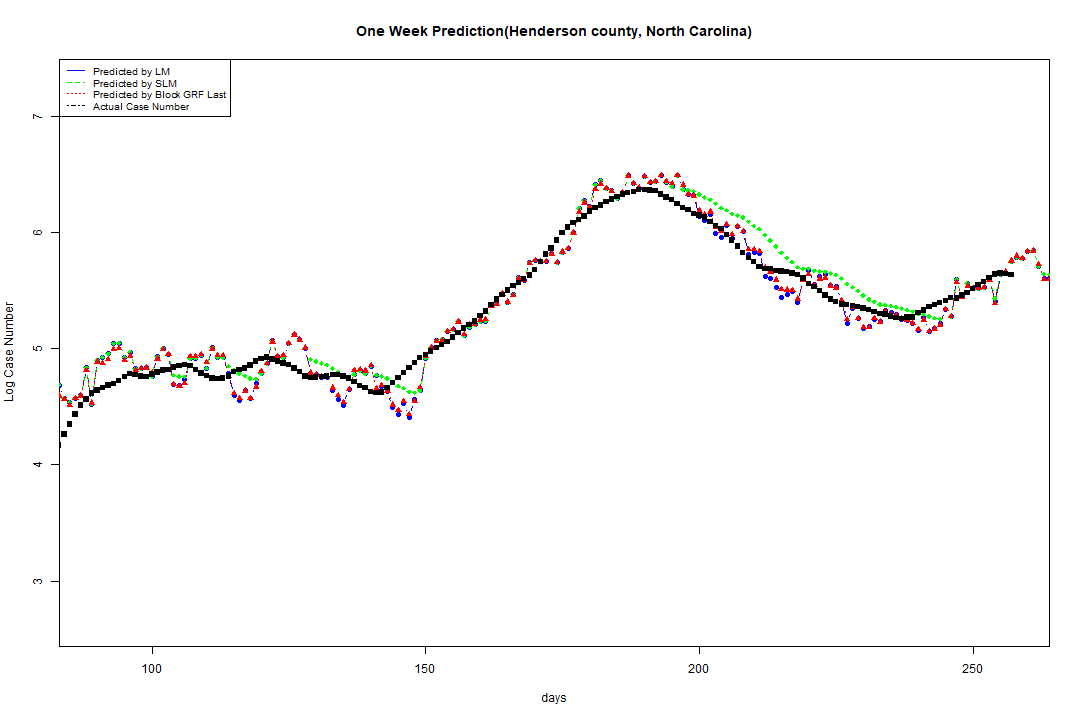 One Week Prediction(Henderson county, North Carolina)
Predicted by LM
Predicted by SLM
Predicted by Block GRF Last
Actual Case Number
7
6
5
4
3
Log Case Number
100 150 200 250
days